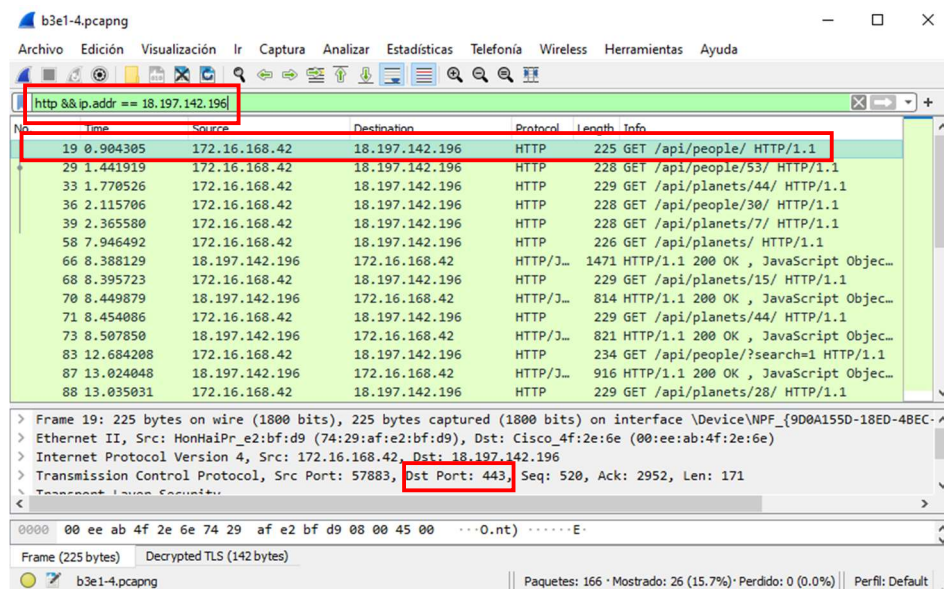 b3e1-4.pcapng
Archivo Edición Visualización Ir Captura Analizar Estadísticas Telefonía Wireless Herramientas Ayuda
http && ip.addr == 18.197.142.196
No. Time Source Destination Protocol Length Info
19 0.904305 172.16.168.42 18.197.142.196 HTTP 225 GET /api/people/ HTTP/1.1
29 1.441919 172.16.168.42 18.197.142.196 HTTP 228 GET /api/people/53/ HTTP/1.1
33 1.770526 172.16.168.42 18.197.142.196 HTTP 229 GET /api/planets/44/ HTTP/1.1
36 2.115706 172.16.168.42 18.197.142.196 HTTP 228 GET /api/people/30/ HTTP/1.1
39 2.365580 172.16.168.42 18.197.142.196 HTTP 228 GET /api/planets/7/ HTTP/1.1
58 7.946492 172.16.168.42 18.197.142.196 HTTP 226 GET /api/planets/ HTTP/1.1
66 8.388129 18.197.142.196 172.16.168.42 HTTP/J… 1471 HTTP/1.1 200 OK , JavaScript Objec…
68 8.395723 172.16.168.42 18.197.142.196 HTTP 229 GET /api/planets/15/ HTTP/1.1
70 8.449879 18.197.142.196 172.16.168.42 HTTP/J… 814 HTTP/1.1 200 OK , JavaScript Objec…
71 8.454086 172.16.168.42 18.197.142.196 HTTP 229 GET /api/planets/44/ HTTP/1.1
73 8.507850 18.197.142.196 172.16.168.42 HTTP/J… 821 HTTP/1.1 200 OK , JavaScript Objec…
83 12.684208 172.16.168.42 18.197.142.196 HTTP 234 GET /api/people/?search=1 HTTP/1.1
87 13.024048 18.197.142.196 172.16.168.42 HTTP/J… 916 HTTP/1.1 200 OK , JavaScript Objec…
88 13.035031 172.16.168.42 18.197.142.196 HTTP 229 GET /api/planets/28/ HTTP/1.1
> Frame 19: 225 bytes on wire (1800 bits), 225 bytes captured (1800 bits) on interface \Device\NPF_{9D0A155D-18ED-4BEC-
> Ethernet II, Src: HonHaiPr_e2:bf:d9 (74:29:af:e2:bf:d9), Dst: Cisco_4f:2e:6e (00:ee:ab:4f:2e:6e)
> Internet Protocol Version 4, Src: 172.16.168.42, Dst: 18.197.142.196
> Transmission Control Protocol, Src Port: 57883, Dst Port: 443, Seq: 520, Ack: 2952, Len: 171
> Transport Layer Security
0000 00 ee ab 4f 2e 6e 74 29 af e2 bf d9 08 00 45 00 ···O.nt) ······E·
Frame (225 bytes) Decrypted TLS (142 bytes)
b3e1-4.pcapng Paquetes: 166 · Mostrado: 26 (15.7%) · Perdido: 0 (0.0%) Perfil: Default